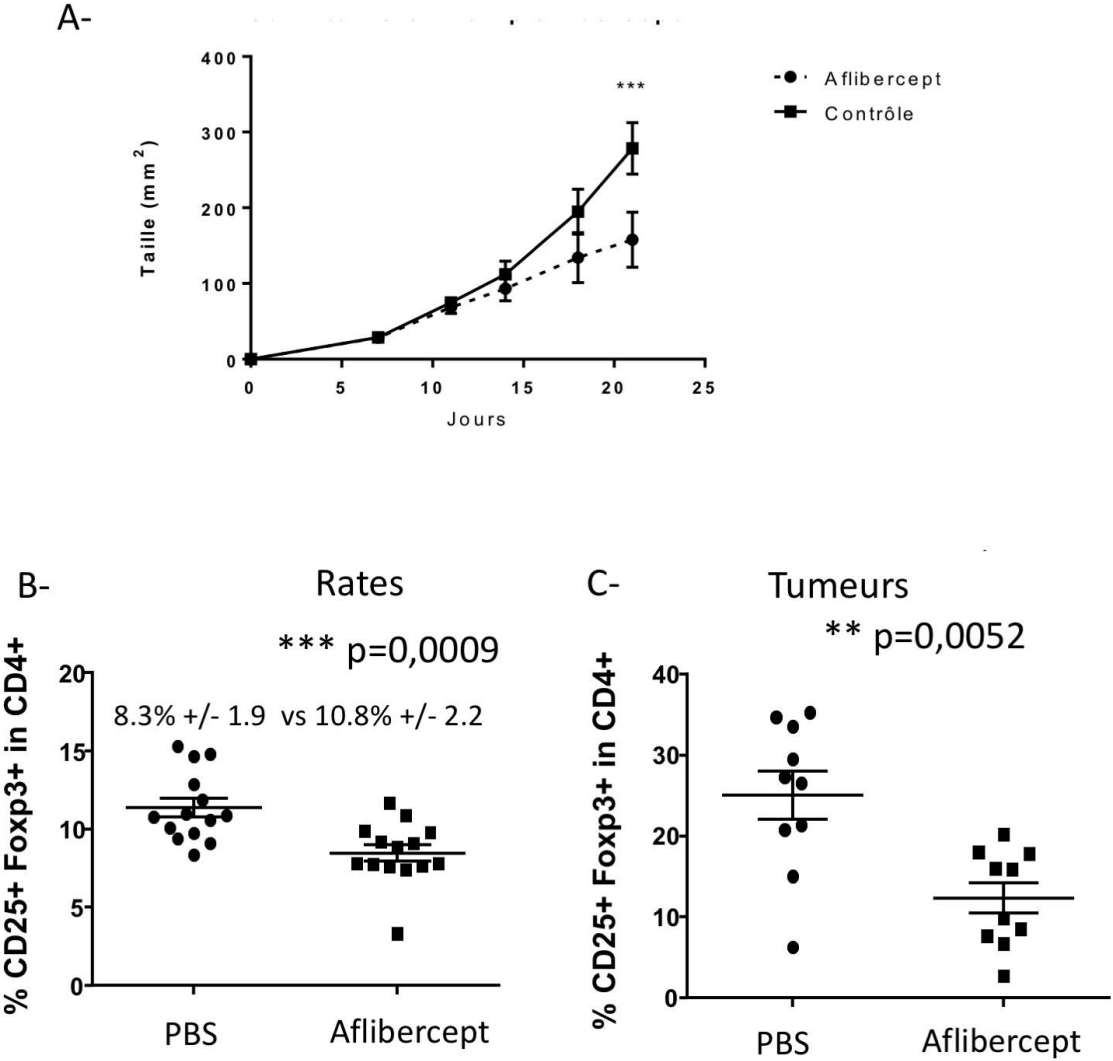 A-
400
300
200
100
0
Taille (mm²)
0 5 10 15 20 25
Jours
***
Aflibercept
Contrôle
B-
Rates
*** p=0,0009
8.3% +/- 1.9 vs 10.8% +/- 2.2
% CD25+ Foxp3+ in CD4+
20
15
10
5
0
PBS Aflibercept
C-
Tumeurs
** p=0,0052
% CD25+ Foxp3+ in CD4+
40
30
20
10
0
PBS Aflibercept